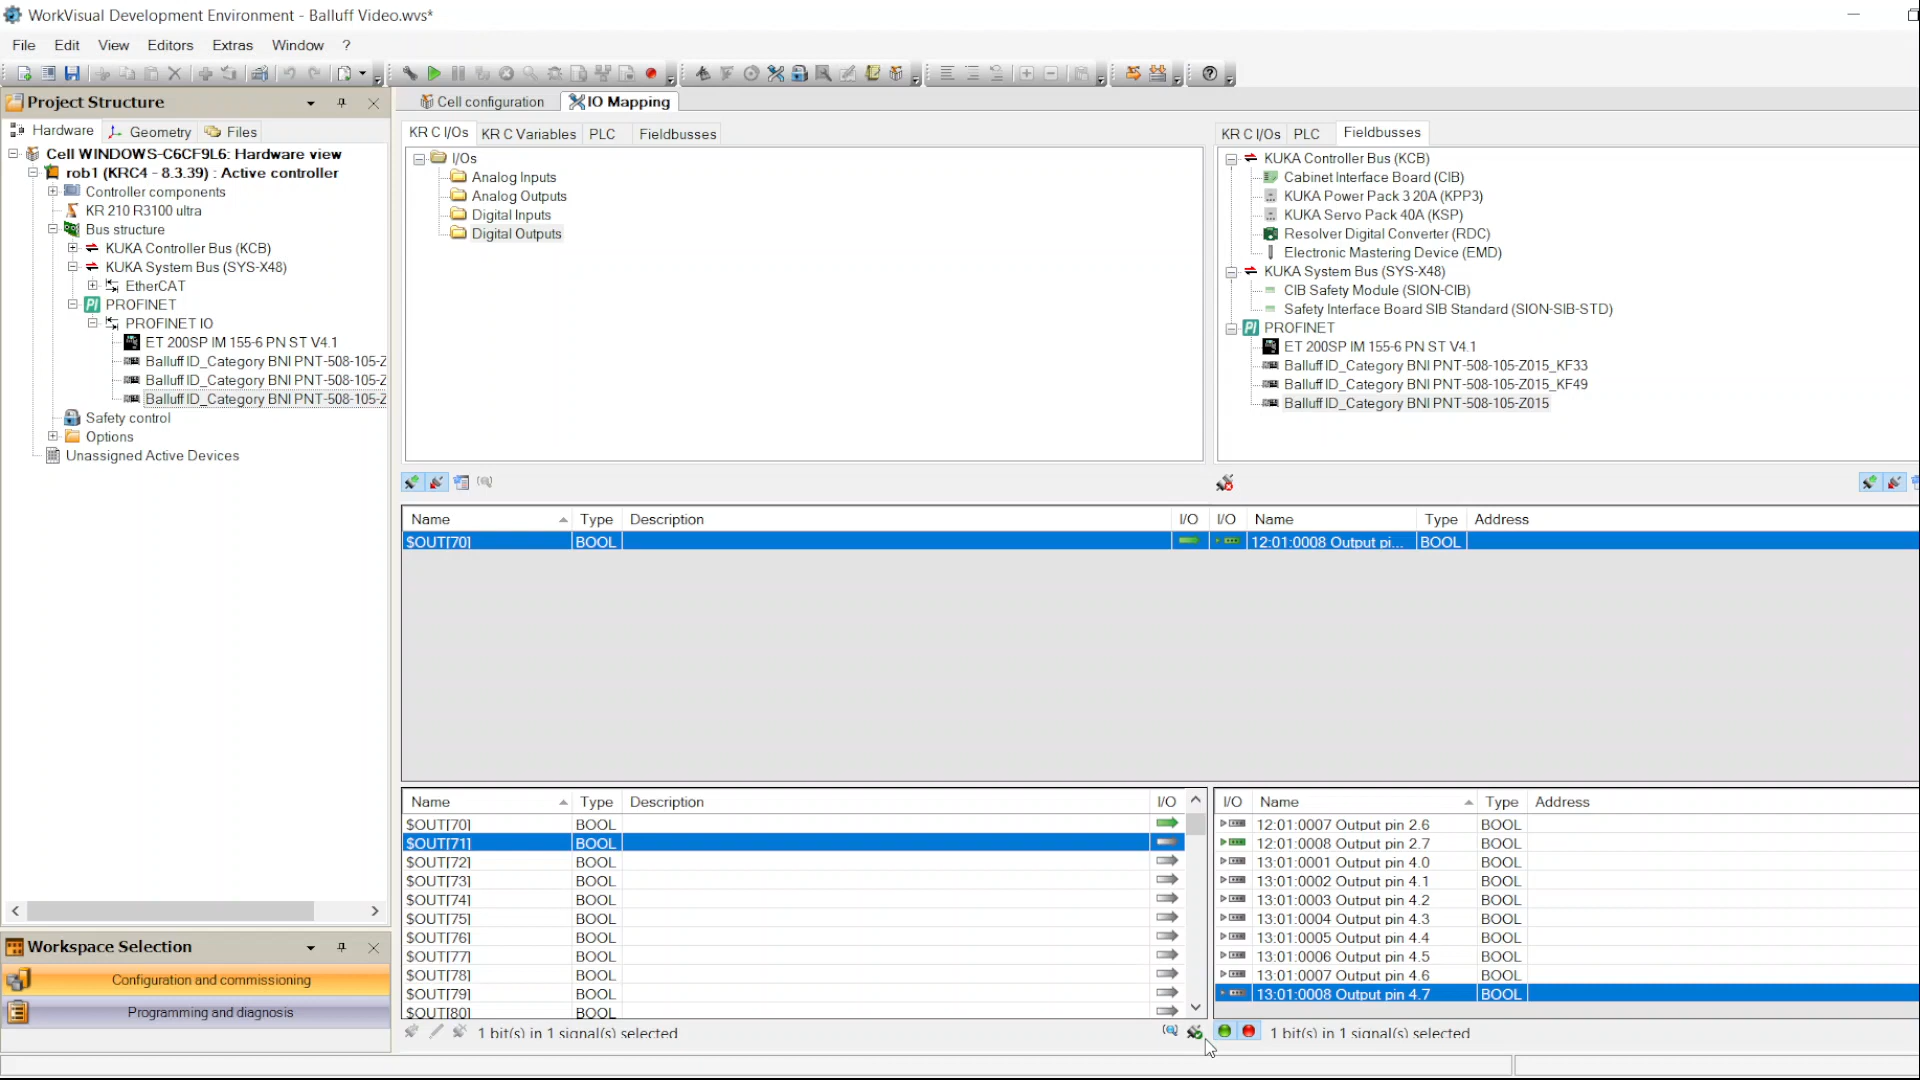 WorkVisual Development Environment - Balluff Video.wvs*
File Edit View Editors Extras Window ?
Project Structure
Hardware Geometry Files
Cell WINDOWS-C6CF9L6: Hardware view
rob1 (KRC4 - 8.3.39) : Active controller
Controller components
KR 210 R3100 ultra
Bus structure
KUKA Controller Bus (KCB)
KUKA System Bus (SYS-X48)
EtherCAT
PROFINET
PROFINET IO
ET 200SP IM 155-6 PN ST V4.1
Balluff ID_Category BNI PNT-508-105-Z
Balluff ID_Category BNI PNT-508-105-Z
Balluff ID_Category BNI PNT-508-105-Z
Safety control
Options
Unassigned Active Devices
Workspace Selection
Configuration and commissioning
Programming and diagnosis
Cell configuration IO Mapping
KR C I/Os KR C Variables PLC Fieldbusses
I/Os
Analog Inputs
Analog Outputs
Digital Inputs
Digital Outputs
KR C I/Os PLC Fieldbusses
KUKA Controller Bus (KCB)
Cabinet Interface Board (CIB)
KUKA Power Pack 3 20A (KPP3)
KUKA Servo Pack 40A (KSP)
Resolver Digital Converter (RDC)
Electronic Mastering Device (EMD)
KUKA System Bus (SYS-X48)
CIB Safety Module (SION-CIB)
Safety Interface Board SIB Standard (SION-SIB-STD)
PROFINET
ET 200SP IM 155-6 PN ST V4.1
Balluff ID_Category BNI PNT-508-105-Z015_KF33
Balluff ID_Category BNI PNT-508-105-Z015_KF49
Balluff ID_Category BNI PNT-508-105-Z015
Name Type Description I/O I/O Name Type Address
$OUT[70] BOOL 12:01:0008 Output pi... BOOL
Name Type Description I/O
$OUT[70] BOOL
$OUT[71] BOOL
$OUT[72] BOOL
$OUT[73] BOOL
$OUT[74] BOOL
$OUT[75] BOOL
$OUT[76] BOOL
$OUT[77] BOOL
$OUT[78] BOOL
$OUT[79] BOOL
$OUT[80] BOOL
1 bit(s) in 1 signal(s) selected
I/O Name Type Address
12:01:0007 Output pin 2.6 BOOL
12:01:0008 Output pin 2.7 BOOL
13:01:0001 Output pin 4.0 BOOL
13:01:0002 Output pin 4.1 BOOL
13:01:0003 Output pin 4.2 BOOL
13:01:0004 Output pin 4.3 BOOL
13:01:0005 Output pin 4.4 BOOL
13:01:0006 Output pin 4.5 BOOL
13:01:0007 Output pin 4.6 BOOL
13:01:0008 Output pin 4.7 BOOL
1 bit(s) in 1 signal(s) selected